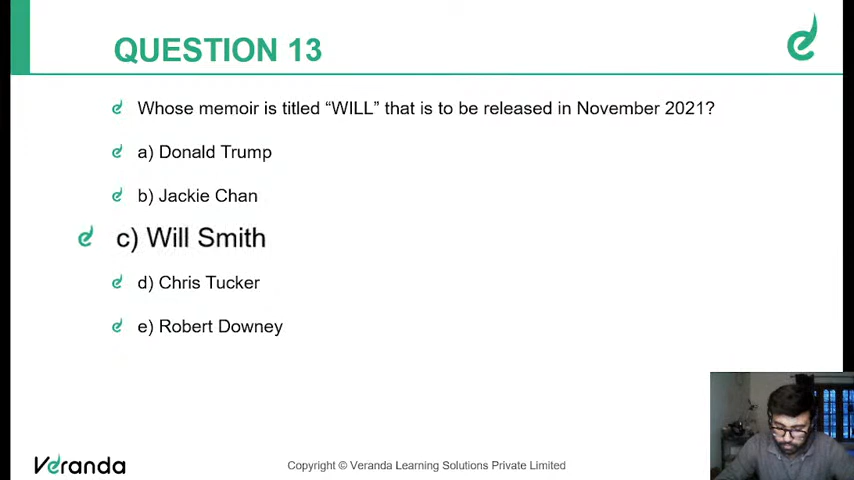 QUESTION 13
Whose memoir is titled “WILL” that is to be released in November 2021?
a) Donald Trump
b) Jackie Chan
c) Will Smith
d) Chris Tucker
e) Robert Downey
Veranda
Copyright © Veranda Learning Solutions Private Limited